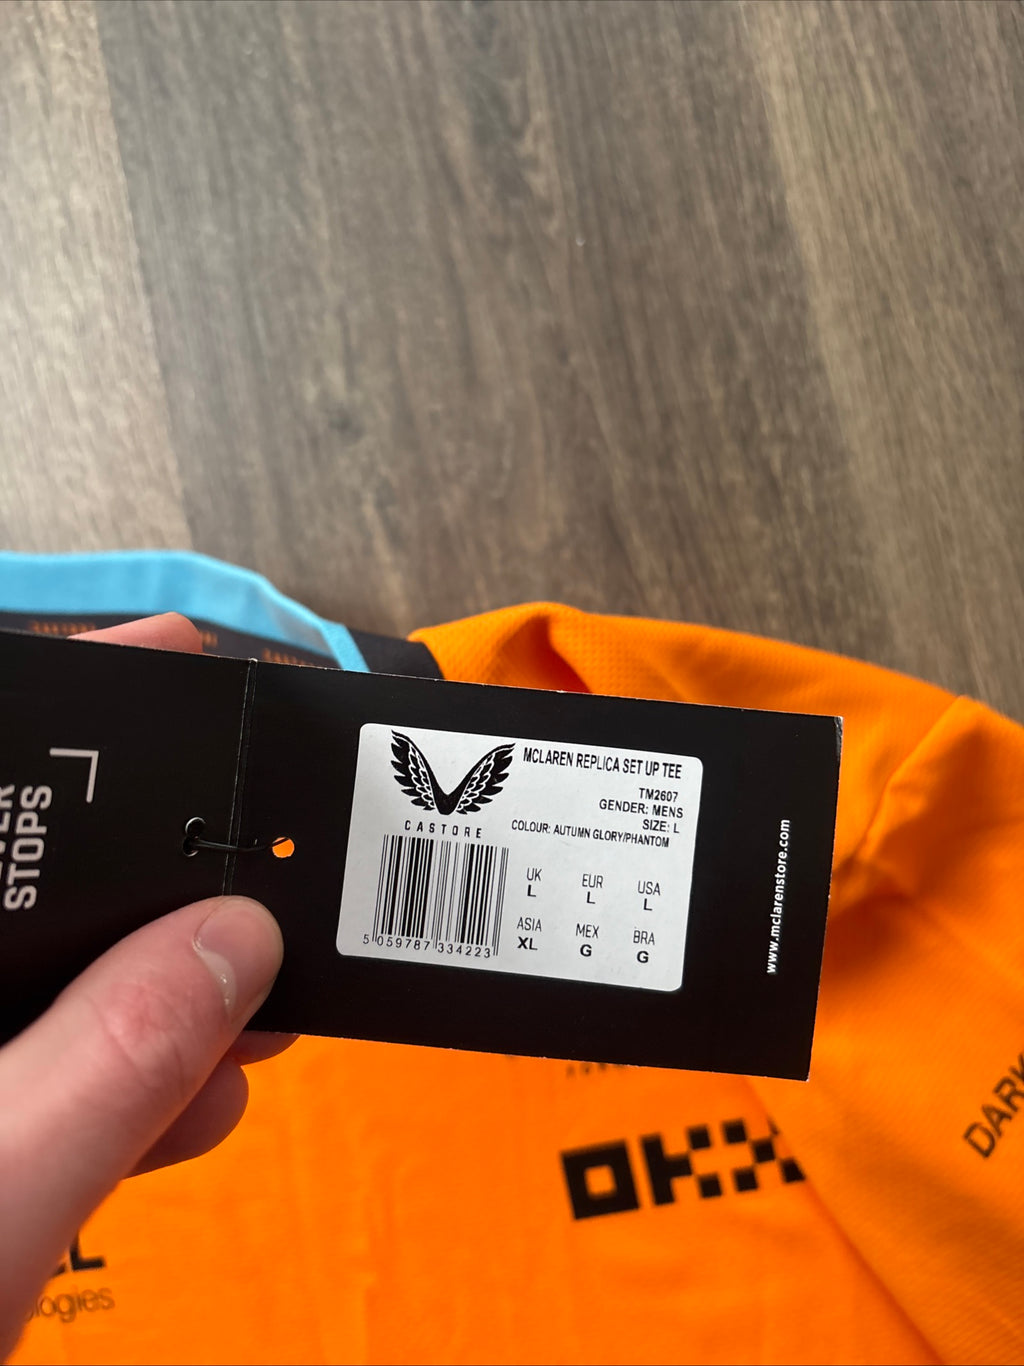 STOPS
MCLAREN REPLICA SET UP TEE
TM2607
GENDER: MENS
SIZE: L
COLOUR: AUTUMN GLORY/PHANTOM
CASTORE
5 059787 334223
UK
L
EUR
L
USA
L
ASIA
XL
MEX
G
BRA
G
www.mclarenstore.com
OKX
DARK